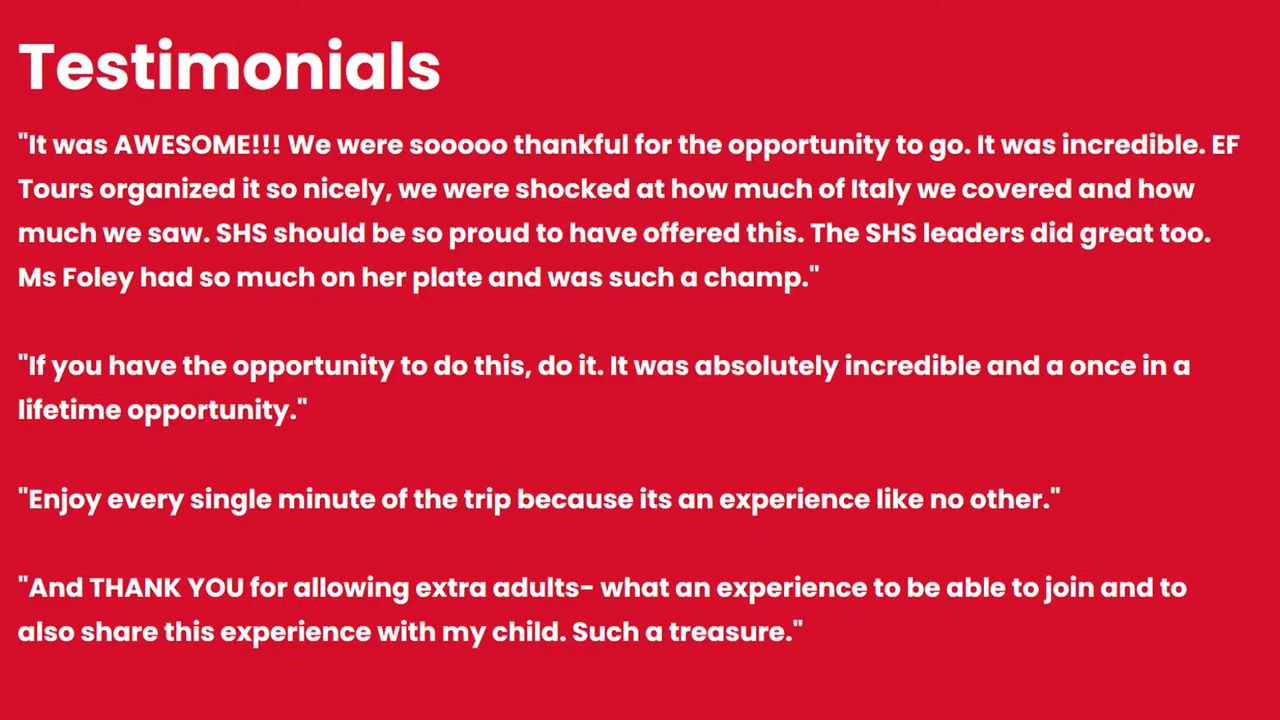 Testimonials
"It was AWESOME!!! We were sooooo thankful for the opportunity to go. It was incredible. EF
Tours organized it so nicely, we were shocked at how much of Italy we covered and how
much we saw. SHS should be so proud to have offered this. The SHS leaders did great too.
Ms Foley had so much on her plate and was such a champ."
"If you have the opportunity to do this, do it. It was absolutely incredible and a once in a
lifetime opportunity."
"Enjoy every single minute of the trip because its an experience like no other."
"And THANK YOU for allowing extra adults- what an experience to be able to join and to
also share this experience with my child. Such a treasure."